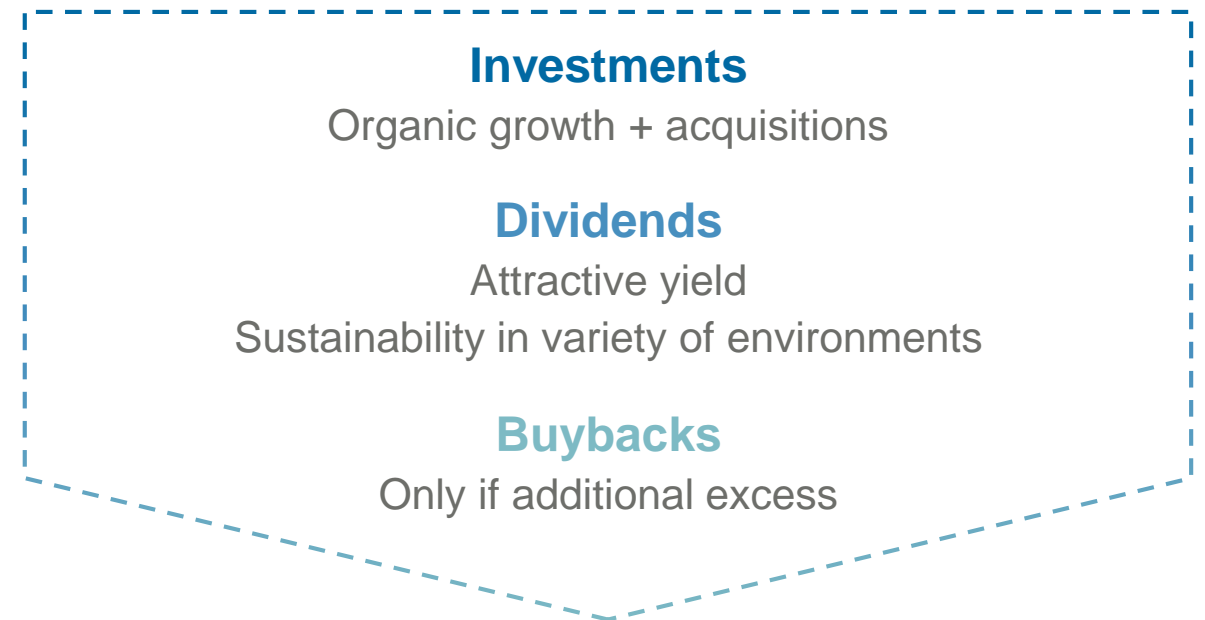 Investments
Organic growth + acquisitions
Dividends
Attractive yield
Sustainability in variety of environments
Buybacks
Only if additional excess